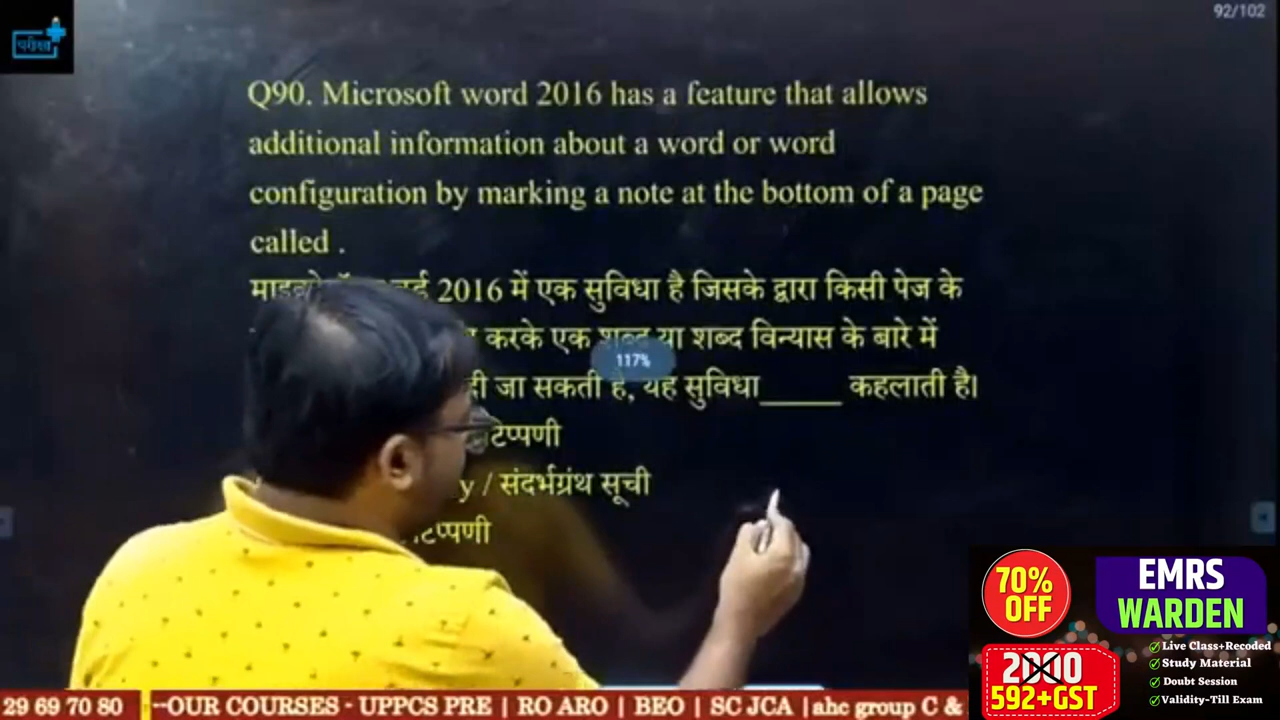 92/102
परीक्षा
Q90. Microsoft word 2016 has a feature that allows
additional information about a word or word
configuration by marking a note at the bottom of a page
called .
2016 में एक सुविधा है जिसके द्वारा किसी पेज के
करके एक शब्द या शब्द विन्यास के बारे में
117%
जा सकती है, यह सुविधा_____ कहलाती है।
y / संदर्भग्रंथ सूची
70%
OFF
EMRS
WARDEN
2000
592+GST
Live Class+Recoded
Study Material
Doubt Session
Validity-Till Exam
29 69 70 80 --OUR COURSES- UPPCS PRE | RO ARO | BEO | SC JCA | ahc group C &